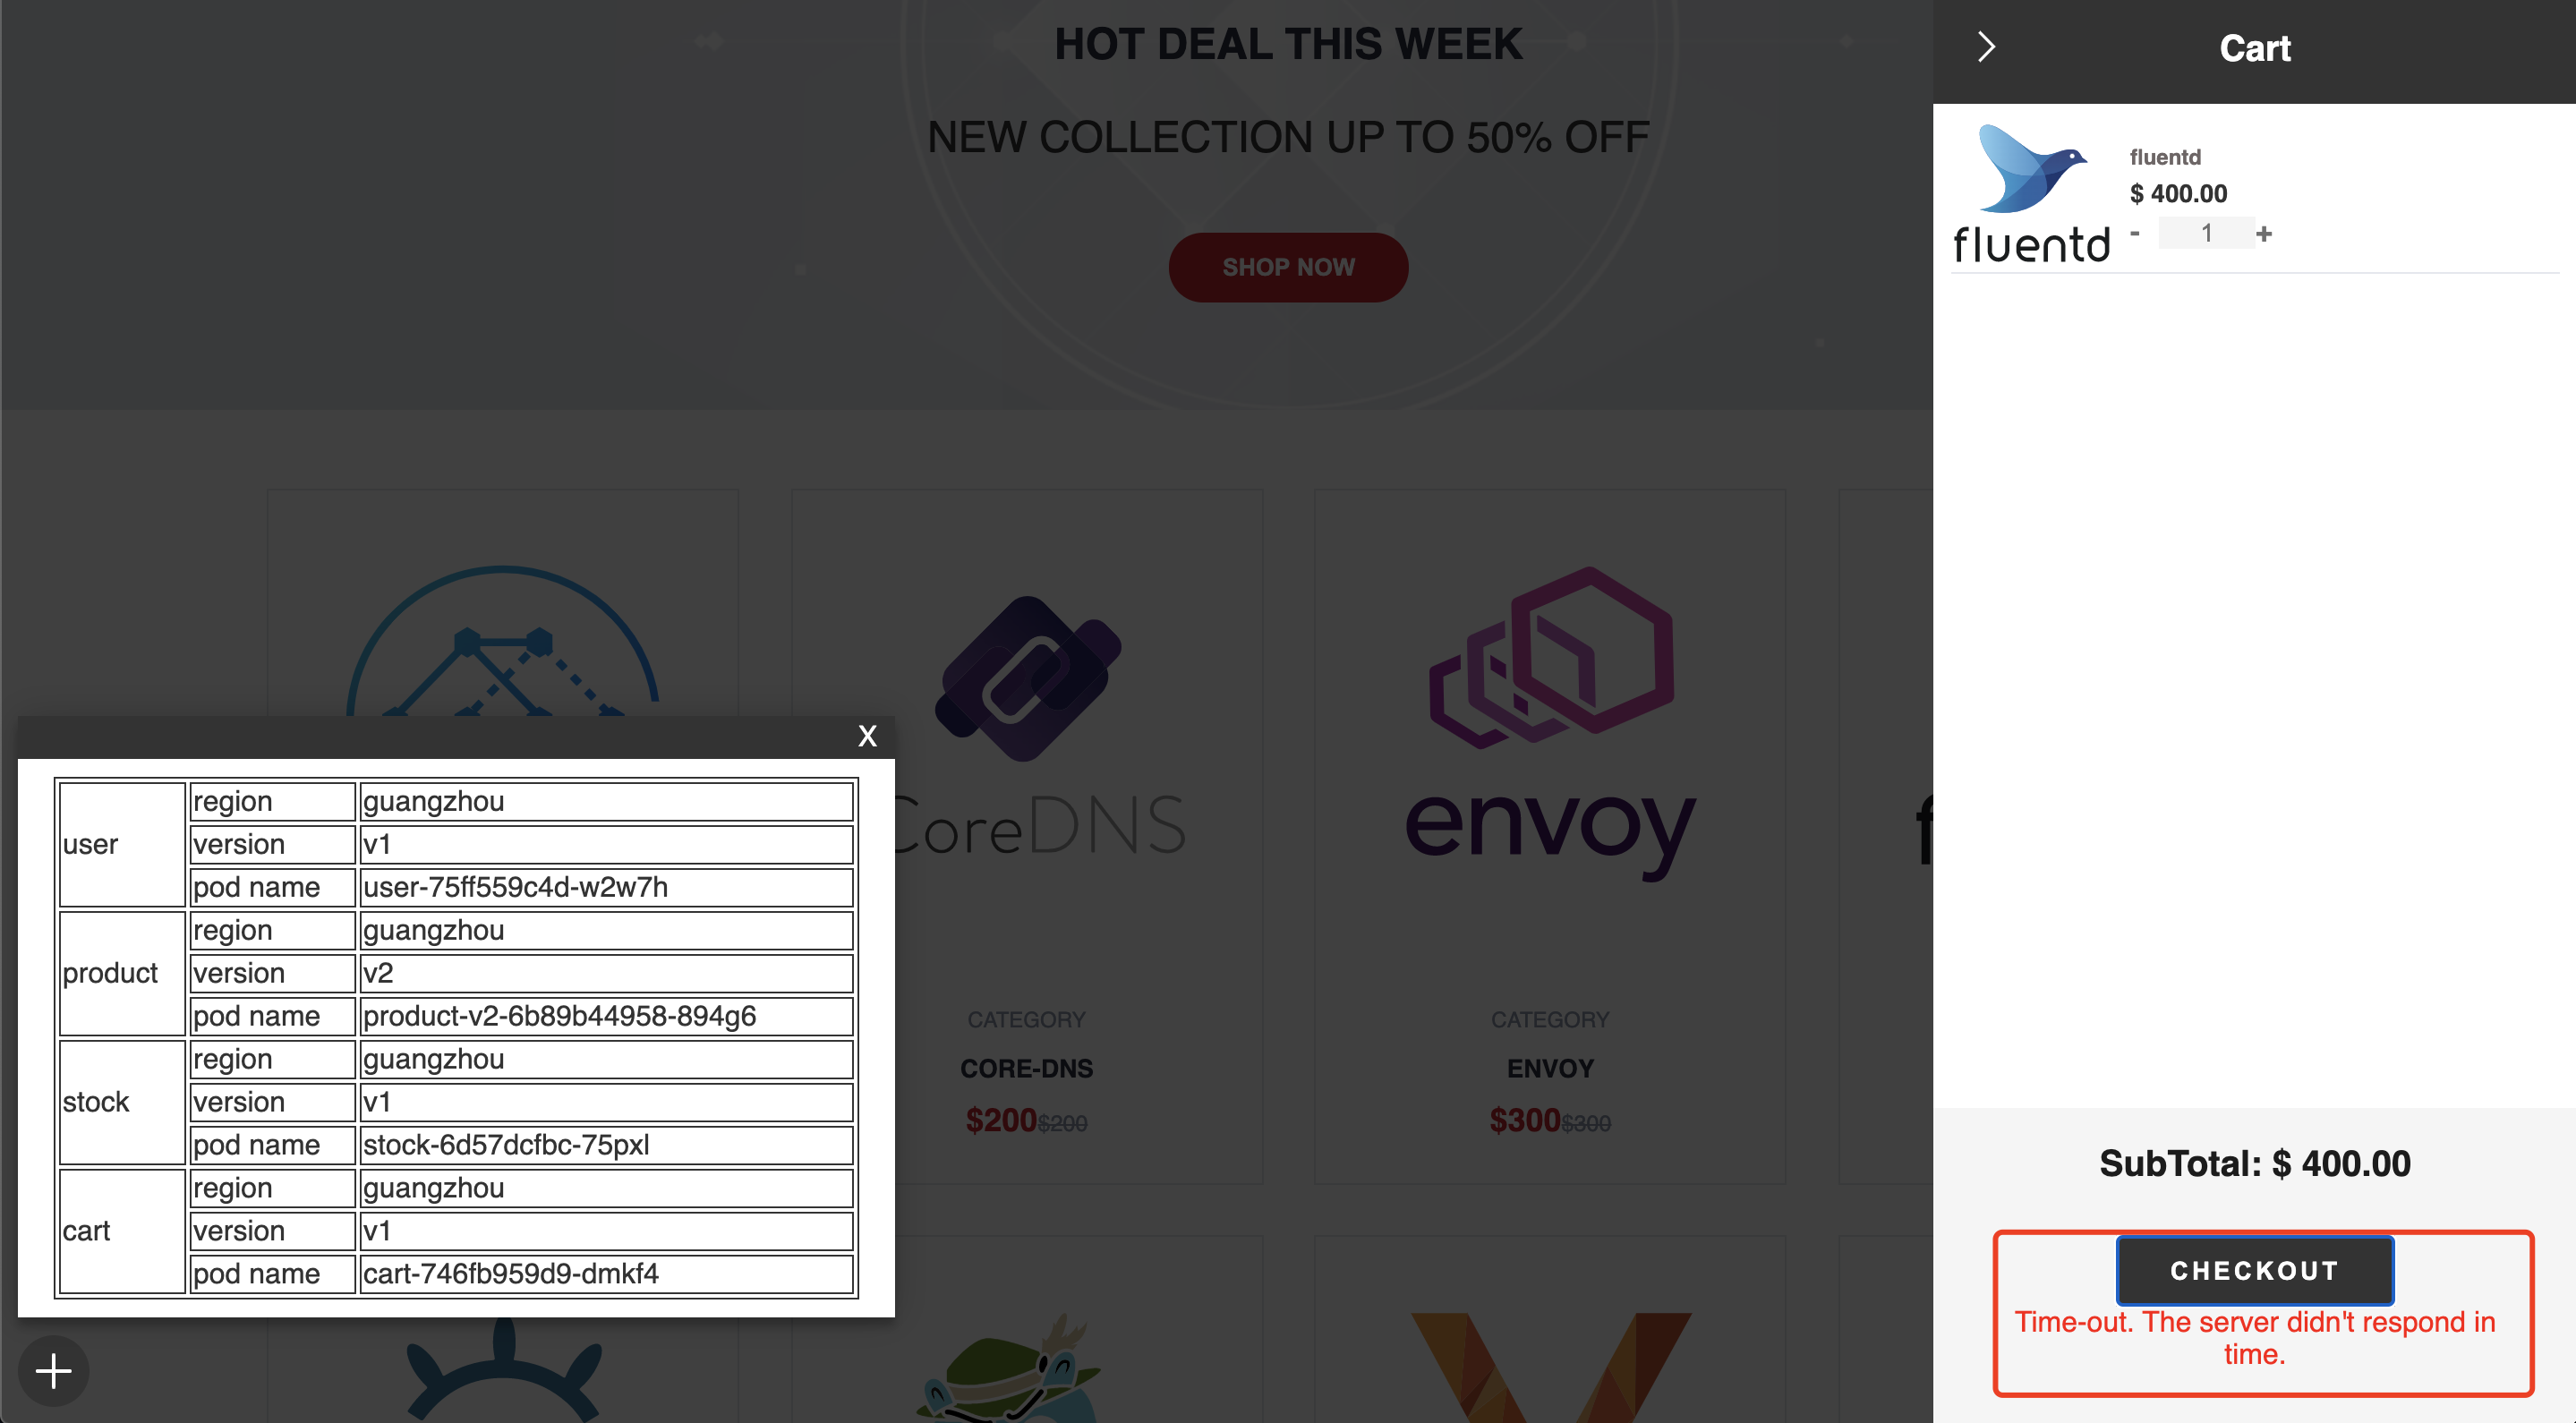 HOT DEAL THIS WEEK
NEW COLLECTION UP TO 50% OFF
SHOP NOW
CoreDNS
envoy
f
CATEGORY
CORE-DNS
$200$200
CATEGORY
ENVOY
$300$300
X
user
region guangzhou
version v1
pod name user-75ff559c4d-w2w7h
product
region guangzhou
version v2
pod name product-v2-6b89b44958-894g6
stock
region guangzhou
version v1
pod name stock-6d57dcfbc-75pxl
cart
region guangzhou
version v1
pod name cart-746fb959d9-dmkf4
+
Cart
fluentd
fluentd
$ 400.00
- 1 +
SubTotal: $ 400.00
CHECKOUT
Time-out. The server didn't respond in
time.